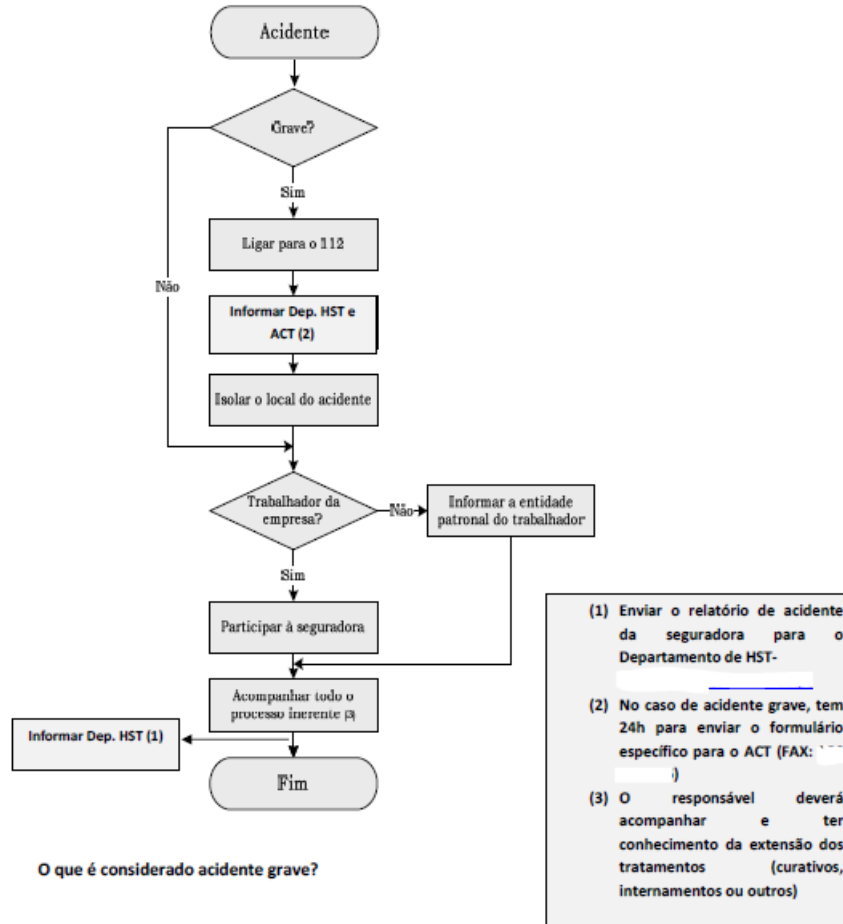 Acidente
Grave?
Sim
Não
Ligar para o 112
Informar Dep. HST e
ACT (2)
Isolar o local do acidente
Trabalhador da
empresa?
Não
Informar a entidade
patronal do trabalhador
Sim
Participar à seguradora
Acompanhar todo o
processo inerente (3)
Informar Dep. HST (1)
Fim
(1) Enviar o relatório de acidente
da seguradora para o
Departamento de HST-
(2) No caso de acidente grave, tem
24h para enviar o formulário
específico para o ACT (FAX:
)
(3) O responsável deverá
acompanhar e ter
conhecimento da extensão dos
tratamentos (curativos,
internamentos ou outros)
O que é considerado acidente grave?